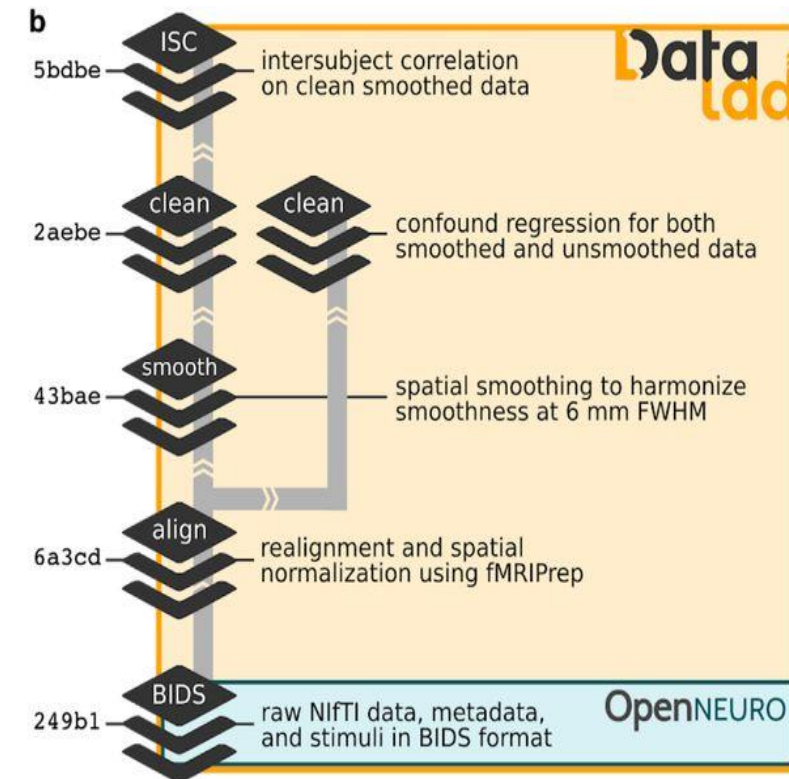 b
ISC
5bdbe
intersubject correlation
on clean smoothed data
Data
lad
clean
clean
2aebe
confound regression for both
smoothed and unsmoothed data
smooth
43bae
spatial smoothing to harmonize
smoothness at 6 mm FWHM
align
6a3cd
realignment and spatial
normalization using fMRIPrep
BIDS
249b1
raw NIfTI data, metadata,
and stimuli in BIDS format
OpenNEURO